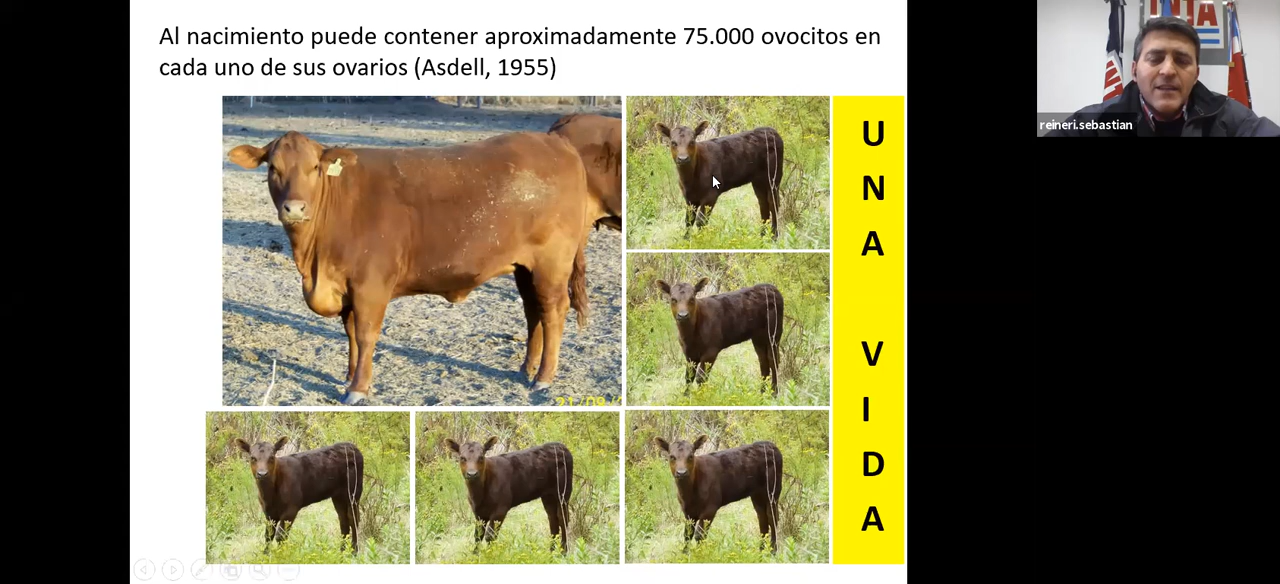 Al nacimiento puede contener aproximadamente 75.000 ovocitos en
cada uno de sus ovarios (Asdell, 1955)
U
N
A
V
I
D
A
reineri.sebastian